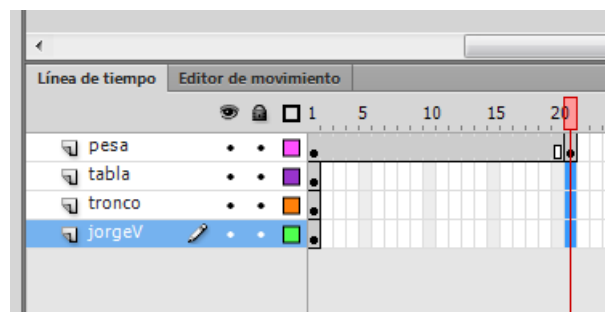 Línea de tiempo Editor de movimiento
1 5 10 15 20
pesa
tabla
tronco
jorgeV